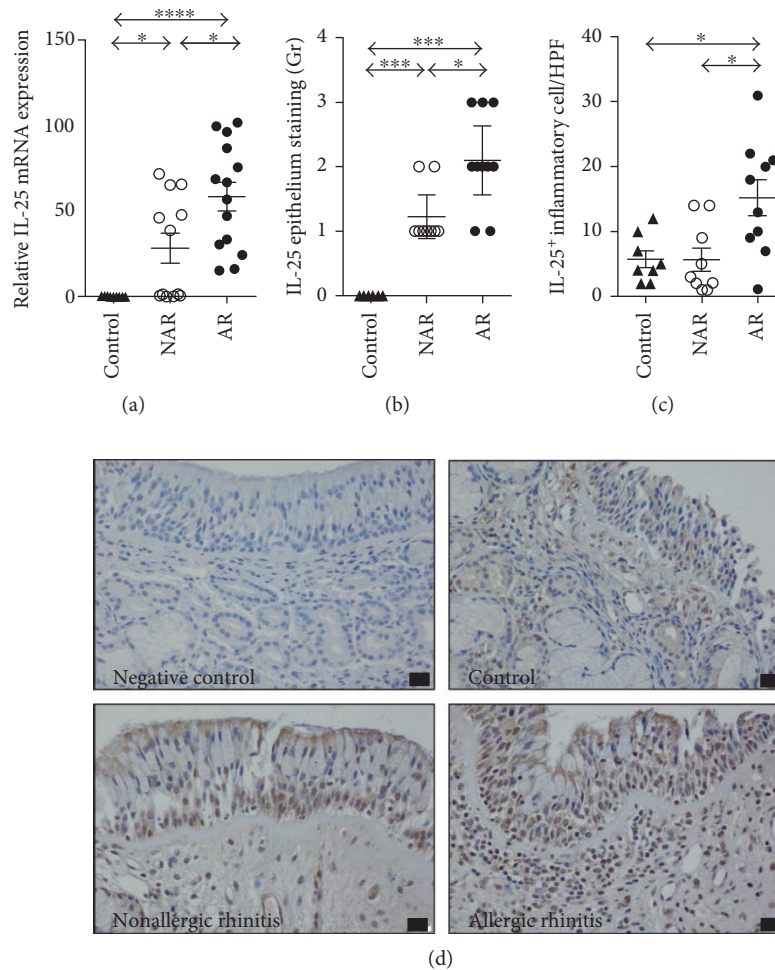 ****
* *
Relative IL-25 mRNA expression
150
100
50
0
Control
NAR
AR
(a)
***
*** *
IL-25 epithelium staining (Gr)
4
3
2
1
0
Control
NAR
AR
(b)
*
*
IL-25+ inflammatory cell/HPF
40
30
20
10
0
Control
NAR
AR
(c)
Negative control
Control
Nonallergic rhinitis
Allergic rhinitis
(d)